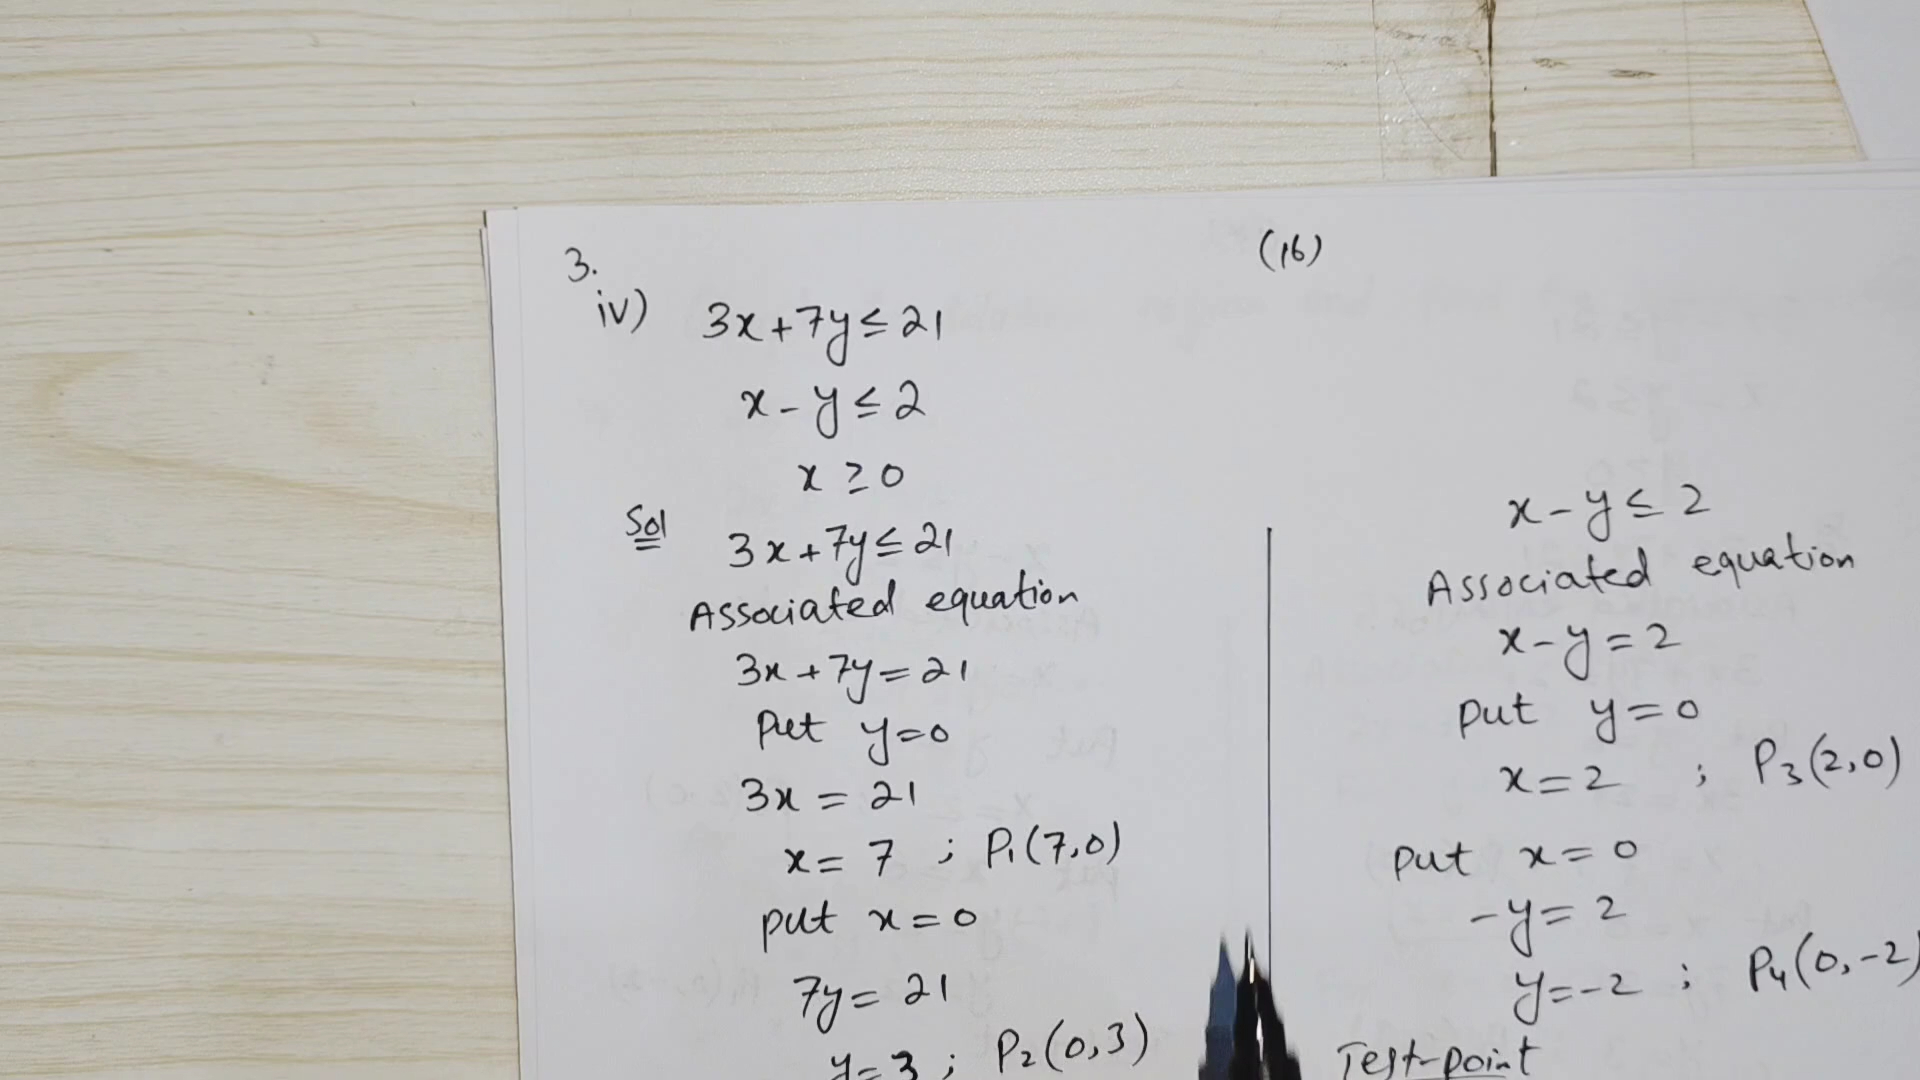 (16)
3.
iv) 3x+7y≤21
x-y≤2
x≥0
Sol
3x+7y≤21
Associated equation
3x+7y=21
Put y=0
3x=21
x=7 ; P₁(7,0)
put x=0
7y=21
y=3 ; P₂(0,3)
x-y≤2
Associated equation
x-y=2
put y=0
x=2 ; P₃(2,0)
put x=0
-y=2
y=-2 ; P₄(0,-2)
Test-point